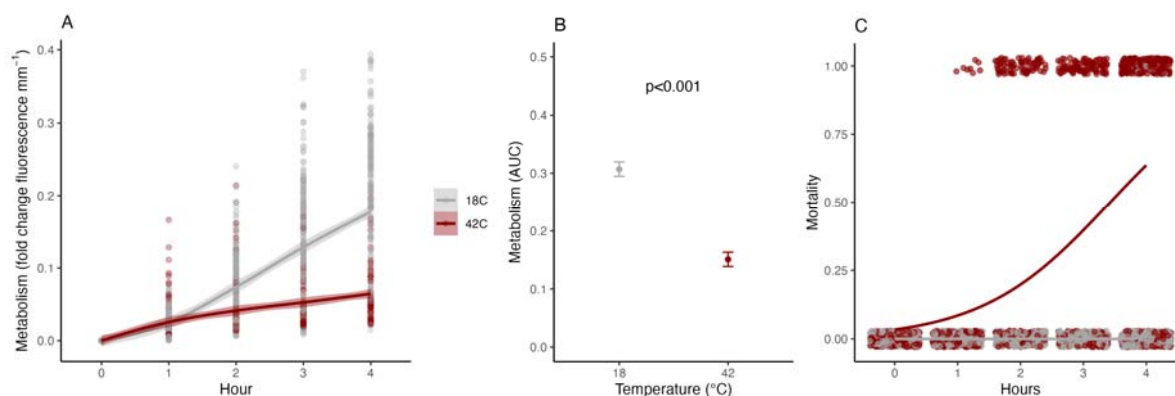 A
Metabolism (fold change fluorescence mm⁻¹)
0.4
0.3
0.2
0.1
0.0
0 1 2 3 4
Hour
18C
42C
B
Metabolism (AUC)
0.5
0.4
0.3
0.2
0.1
0.0
p<0.001
18 42
Temperature (°C)
C
Mortality
1.00
0.75
0.50
0.25
0.00
0 1 2 3 4
Hours